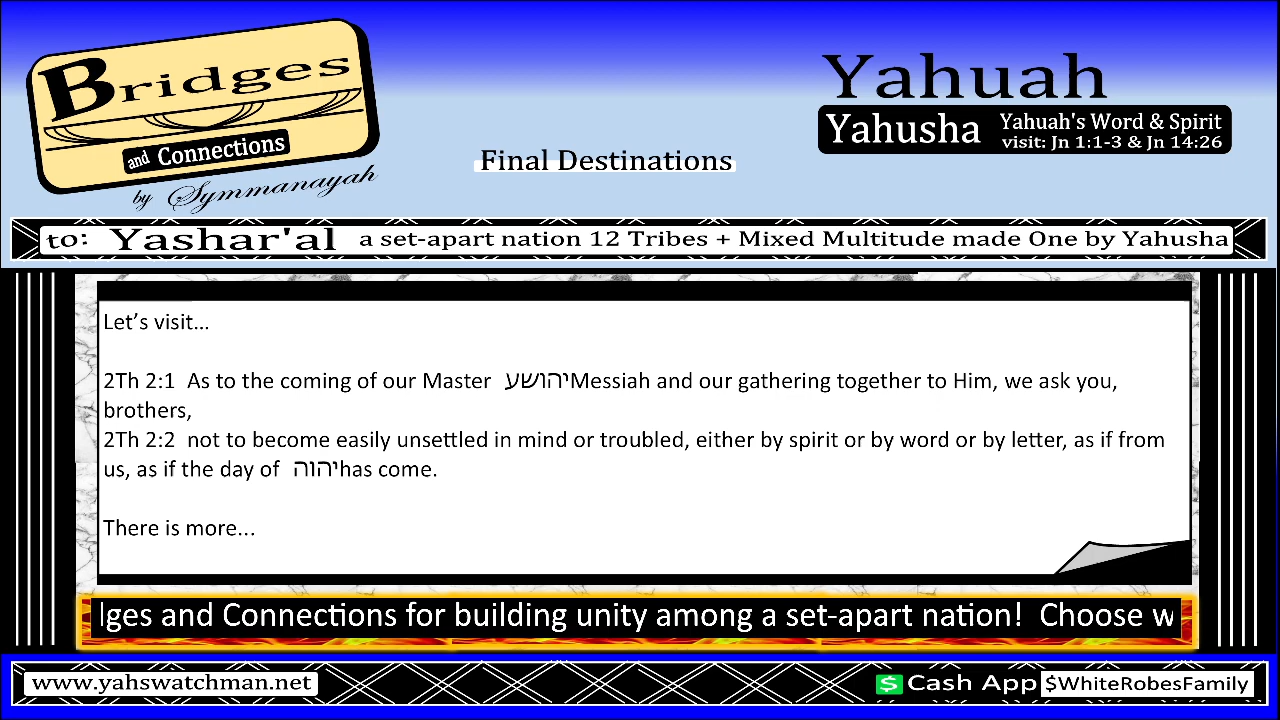 Bridges
and Connections
by Symmanayah
Final Destinations
Yahuah
Yahusha
Yahuah's Word & Spirit
visit: Jn 1:1-3 & Jn 14:26
to: Yashar'al a set-apart nation 12 Tribes + Mixed Multitude made One by Yahusha
Let's visit...
2Th 2:1 As to the coming of our Master יהושע Messiah and our gathering together to Him, we ask you,
brothers,
2Th 2:2 not to become easily unsettled in mind or troubled, either by spirit or by word or by letter, as if from
us, as if the day of יהוה has come.
There is more...
dges and Connections for building unity among a set-apart nation! Choose w
www.yahswatchman.net
$ Cash App $WhiteRobesFamily